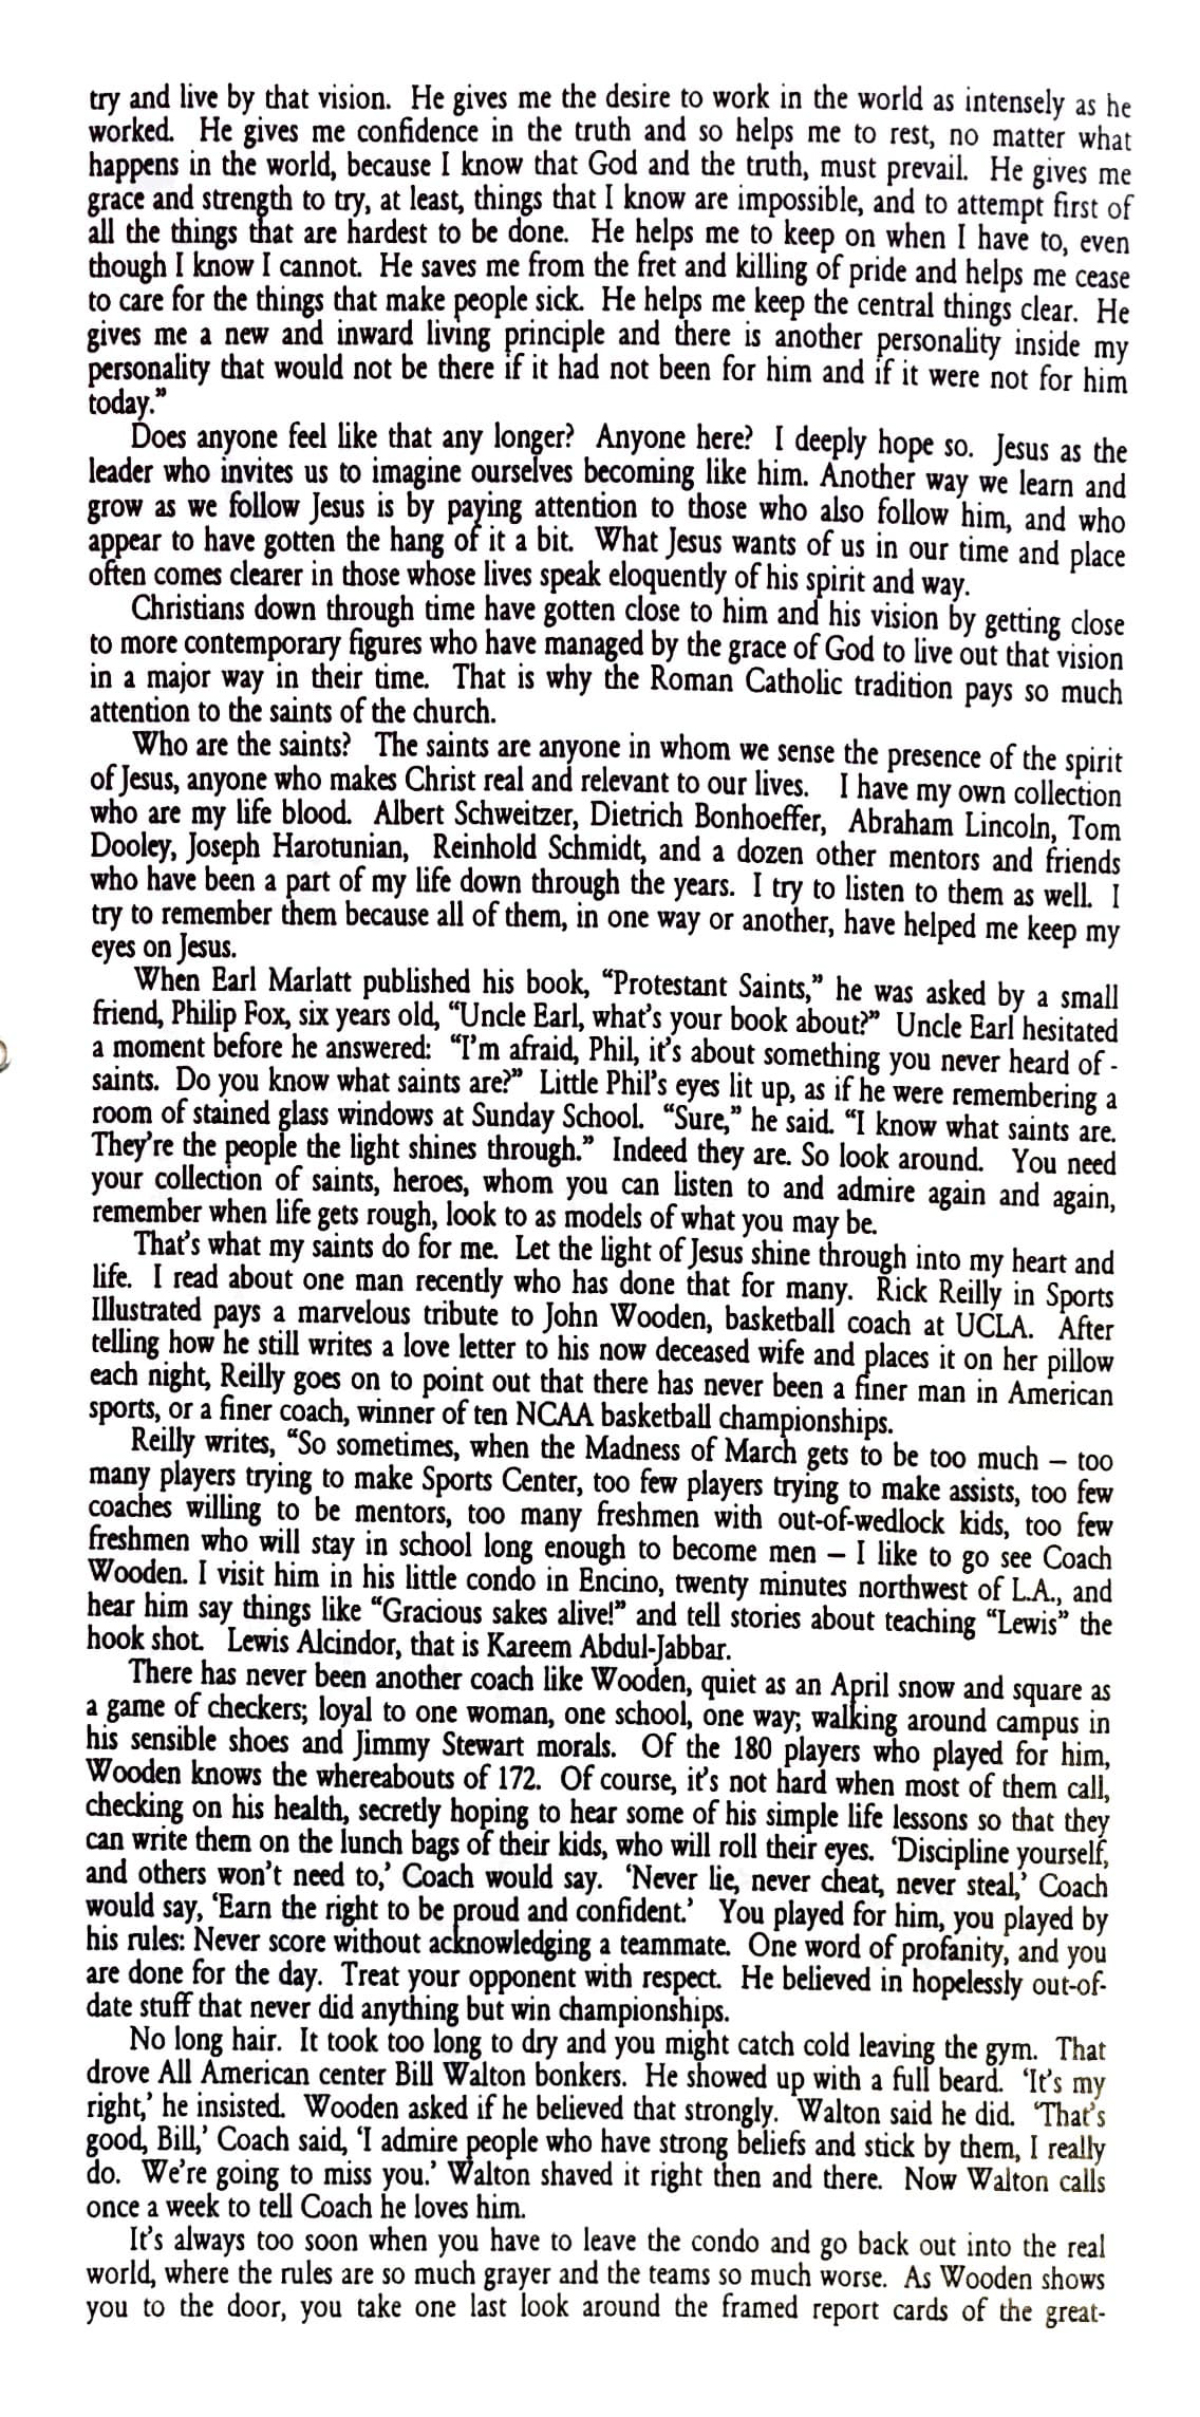 try and live by that vision. He gives me the desire to work in the world as intensely as he
worked. He gives me confidence in the truth and so helps me to rest, no matter what
happens in the world, because I know that God and the truth, must prevail. He gives me
grace and strength to try, at least, things that I know are impossible, and to attempt first of
all the things that are hardest to be done. He helps me to keep on when I have to, even
though I know I cannot. He saves me from the fret and killing of pride and helps me cease
to care for the things that make people sick. He helps me keep the central things clear. He
gives me a new and inward living principle and there is another personality inside my
personality that would not be there if it had not been for him and if it were not for him
today.”
Does anyone feel like that any longer? Anyone here? I deeply hope so. Jesus as the
leader who invites us to imagine ourselves becoming like him. Another way we learn and
grow as we follow Jesus is by paying attention to those who also follow him, and who
appear to have gotten the hang of it a bit. What Jesus wants of us in our time and place
often comes clearer in those whose lives speak eloquently of his spirit and way.
Christians down through time have gotten close to him and his vision by getting close
to more contemporary figures who have managed by the grace of God to live out that vision
in a major way in their time. That is why the Roman Catholic tradition pays so much
attention to the saints of the church.
Who are the saints? The saints are anyone in whom we sense the presence of the spirit
of Jesus, anyone who makes Christ real and relevant to our lives. I have my own collection
who are my life blood. Albert Schweitzer, Dietrich Bonhoeffer, Abraham Lincoln, Tom
Dooley, Joseph Harotunian, Reinhold Schmidt, and a dozen other mentors and friends
who have been a part of my life down through the years. I try to listen to them as well. I
try to remember them because all of them, in one way or another, have helped me keep my
eyes on Jesus.
When Earl Marlatt published his book, “Protestant Saints,” he was asked by a small
friend, Philip Fox, six years old, “Uncle Earl, what’s your book about?” Uncle Earl hesitated
a moment before he answered: “I’m afraid, Phil, it’s about something you never heard of -
saints. Do you know what saints are?” Little Phil’s eyes lit up, as if he were remembering a
room of stained glass windows at Sunday School. “Sure,” he said. “I know what saints are.
They’re the people the light shines through.” Indeed they are. So look around. You need
your collection of saints, heroes, whom you can listen to and admire again and again,
remember when life gets rough, look to as models of what you may be.
That’s what my saints do for me. Let the light of Jesus shine through into my heart and
life. I read about one man recently who has done that for many. Rick Reilly in Sports
Illustrated pays a marvelous tribute to John Wooden, basketball coach at UCLA. After
telling how he still writes a love letter to his now deceased wife and places it on her pillow
each night, Reilly goes on to point out that there has never been a finer man in American
sports, or a finer coach, winner of ten NCAA basketball championships.
Reilly writes, “So sometimes, when the Madness of March gets to be too much – too
many players trying to make Sports Center, too few players trying to make assists, too few
coaches willing to be mentors, too many freshmen with out-of-wedlock kids, too few
freshmen who will stay in school long enough to become men – I like to go see Coach
Wooden. I visit him in his little condo in Encino, twenty minutes northwest of L.A., and
hear him say things like “Gracious sakes alive!” and tell stories about teaching “Lewis” the
hook shot. Lewis Alcindor, that is Kareem Abdul-Jabbar.
There has never been another coach like Wooden, quiet as an April snow and square as
a game of checkers; loyal to one woman, one school, one way; walking around campus in
his sensible shoes and Jimmy Stewart morals. Of the 180 players who played for him,
Wooden knows the whereabouts of 172. Of course, it’s not hard when most of them call,
checking on his health, secretly hoping to hear some of his simple life lessons so that they
can write them on the lunch bags of their kids, who will roll their eyes. ‘Discipline yourself,
and others won’t need to,’ Coach would say. ‘Never lie, never cheat, never steal,’ Coach
would say, ‘Earn the right to be proud and confident.’ You played for him, you played by
his rules: Never score without acknowledging a teammate. One word of profanity, and you
are done for the day. Treat your opponent with respect. He believed in hopelessly out-of-
date stuff that never did anything but win championships.
No long hair. It took too long to dry and you might catch cold leaving the gym. That
drove All American center Bill Walton bonkers. He showed up with a full beard. ‘It’s my
right,’ he insisted. Wooden asked if he believed that strongly. Walton said he did. ‘That’s
good, Bill,’ Coach said, ‘I admire people who have strong beliefs and stick by them, I really
do. We’re going to miss you.’ Walton shaved it right then and there. Now Walton calls
once a week to tell Coach he loves him.
It’s always too soon when you have to leave the condo and go back out into the real
world, where the rules are so much grayer and the teams so much worse. As Wooden shows
you to the door, you take one last look around the framed report cards of the great-